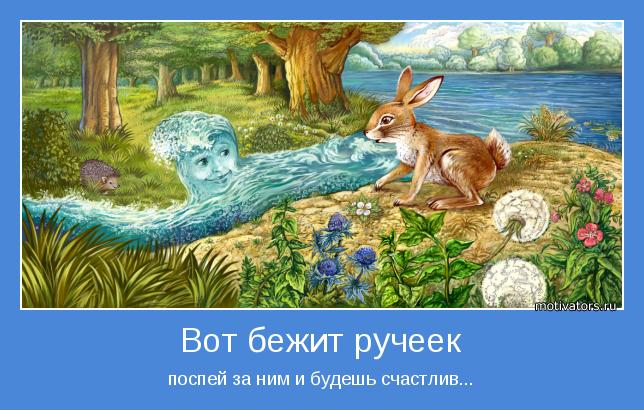 motivators.ru
Вот бежит ручеек
поспей за ним и будешь счастлив...